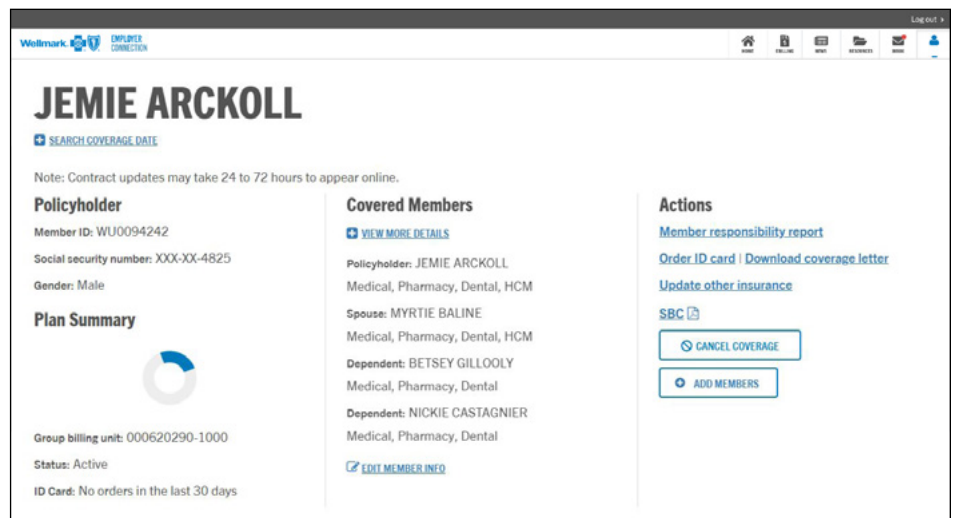 Log out ›
Wellmark. EMPLOYER CONNECTION
HOME NEWS RESOURCES
JEMIE ARCKOLL
SEARCH COVERAGE DATE
Note: Contract updates may take 24 to 72 hours to appear online.
Policyholder
Member ID: WU0094242
Social security number: XXX-XX-4825
Gender: Male
Plan Summary
Group billing unit: 000620290-1000
Status: Active
ID Card: No orders in the last 30 days
Covered Members
VIEW MORE DETAILS
Policyholder: JEMIE ARCKOLL
Medical, Pharmacy, Dental, HCM
Spouse: MYRTIE BALINE
Medical, Pharmacy, Dental, HCM
Dependent: BETSEY GILLOOLY
Medical, Pharmacy, Dental
Dependent: NICKIE CASTAGNIER
Medical, Pharmacy, Dental
EDIT MEMBER INFO
Actions
Member responsibility report
Order ID card | Download coverage letter
Update other insurance
SBC
CANCEL COVERAGE
ADD MEMBERS